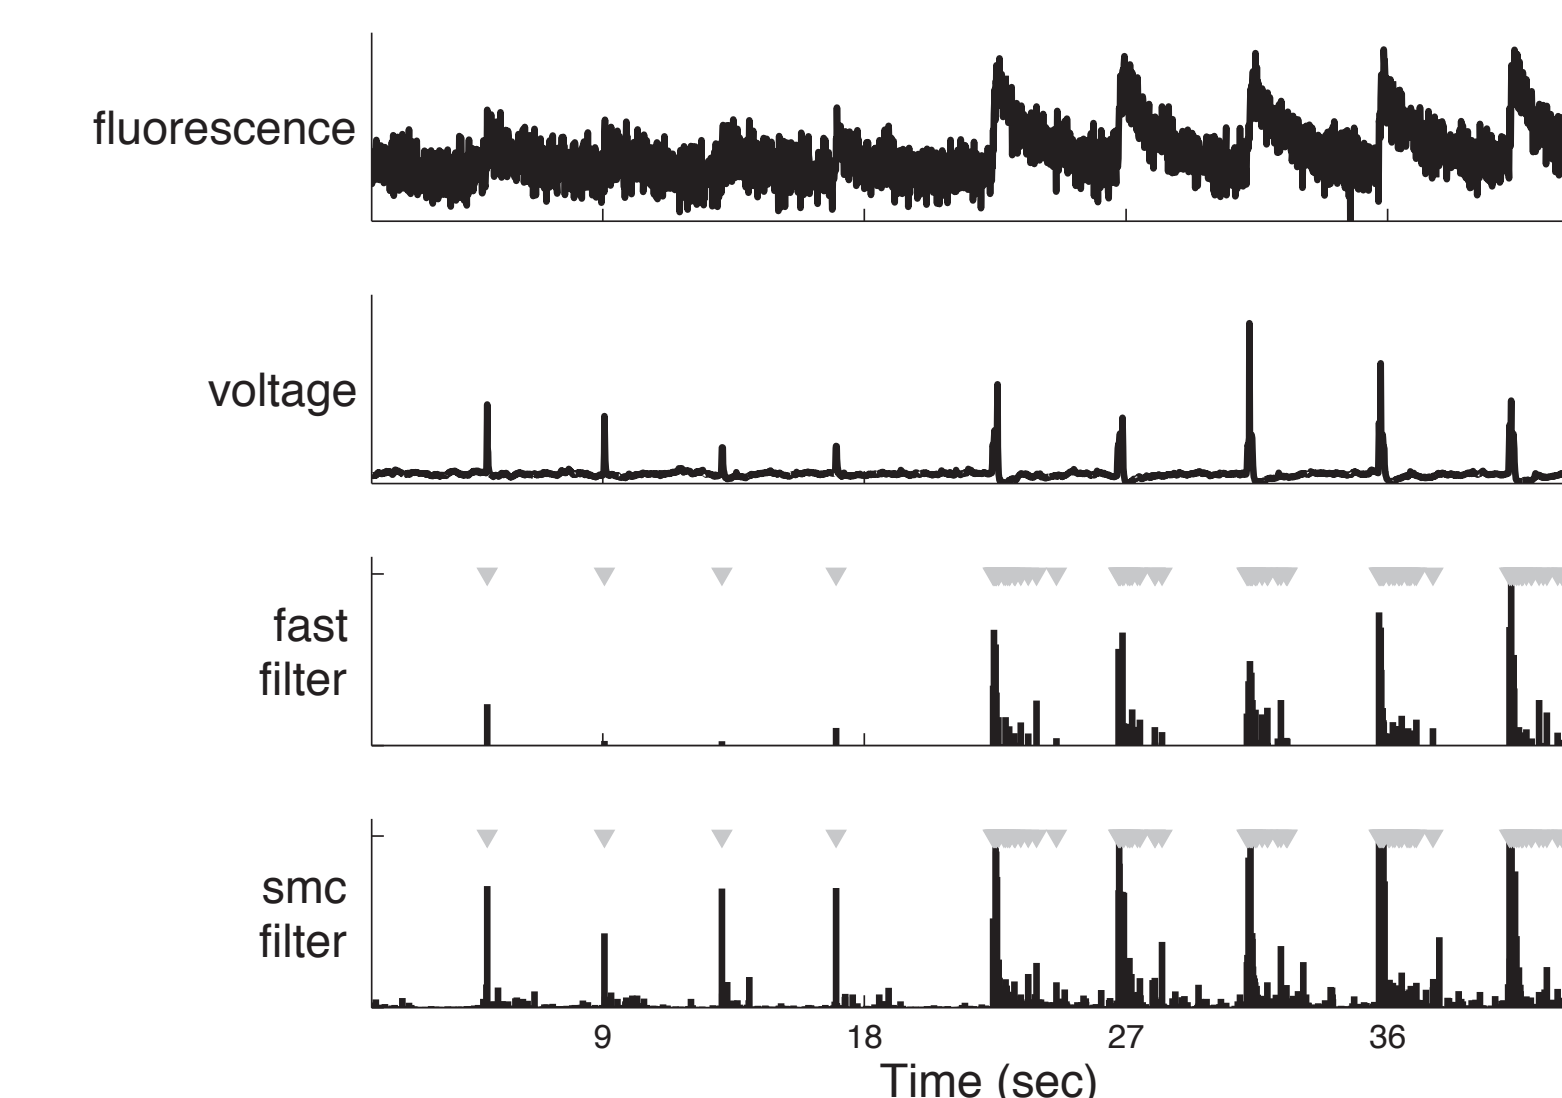 fluorescence
voltage
fast
filter
smc
filter
9 18 27 36
Time (sec)